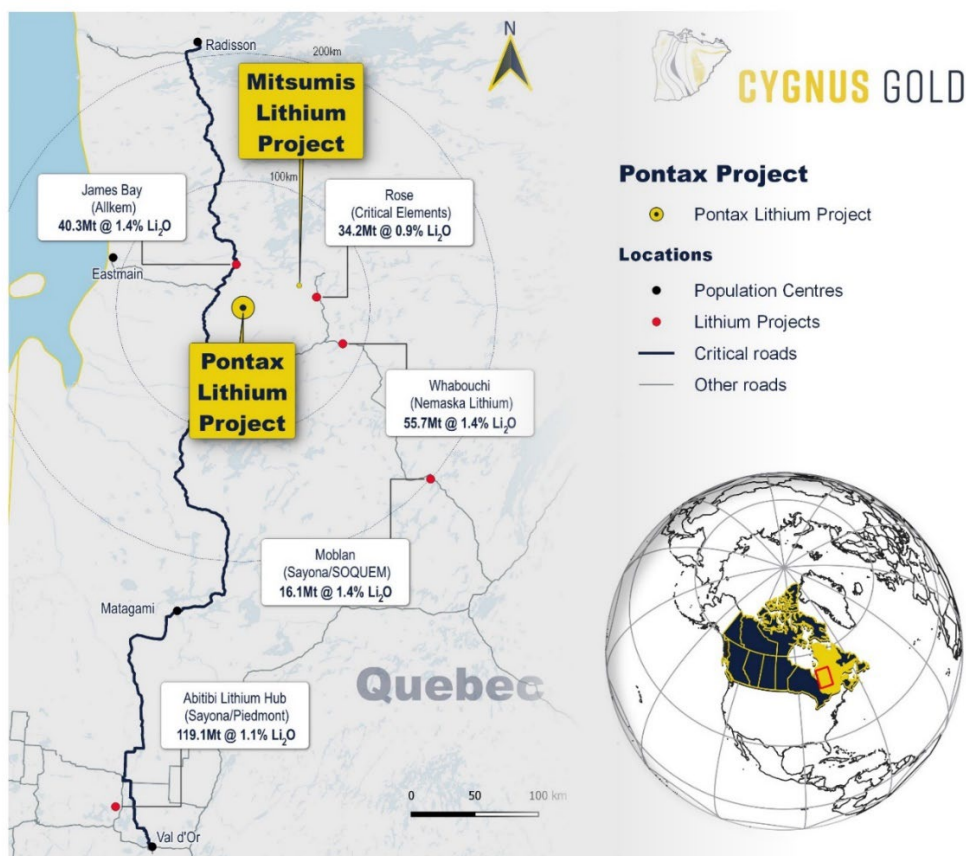 Radisson
N
200km
Mitsumis
Lithium
Project
100km
James Bay
(Allkem)
40.3Mt @ 1.4% Li₂O
Rose
(Critical Elements)
34.2Mt @ 0.9% Li₂O
Eastmain
Pontax
Lithium
Project
Whabouchi
(Nemaska Lithium)
55.7Mt @ 1.4% Li₂O
Moblan
(Sayona/SOQUEM)
16.1Mt @ 1.4% Li₂O
Matagami
Quebec
Abitibi Lithium Hub
(Sayona/Piedmont)
119.1Mt @ 1.1% Li₂O
0 50 100 km
Val d'Or
CYGNUS GOLD
Pontax Project
Pontax Lithium Project
Locations
Population Centres
Lithium Projects
Critical roads
Other roads